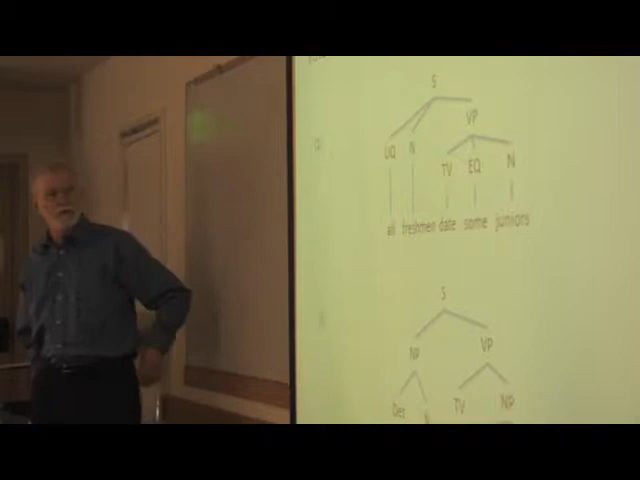 S
VP
UQ N
TV EQ N
all freshmen date some juniors
S
NP VP
Det TV NP